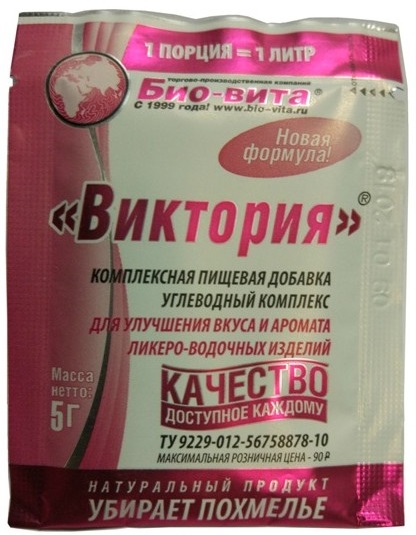 1 ПОРЦИЯ = 1 ЛИТР
торгово-производственная компания
Био-вита®
С 1999 года! www.bio-vita.ru
Новая
формула!
«Виктория»®
КОМПЛЕКСНАЯ ПИЩЕВАЯ ДОБАВКА
УГЛЕВОДНЫЙ КОМПЛЕКС
ДЛЯ УЛУЧШЕНИЯ ВКУСА И АРОМАТА
ЛИКЕРО-ВОДОЧНЫХ ИЗДЕЛИЙ
Масса
нетто:
5г
КАЧЕСТВО
ДОСТУПНОЕ КАЖДОМУ
ТУ 9229-012-56758878-10
МАКСИМАЛЬНАЯ РОЗНИЧНАЯ ЦЕНА - 90₽
НАТУРАЛЬНЫЙ ПРОДУКТ
УБИРАЕТ ПОХМЕЛЬЕ